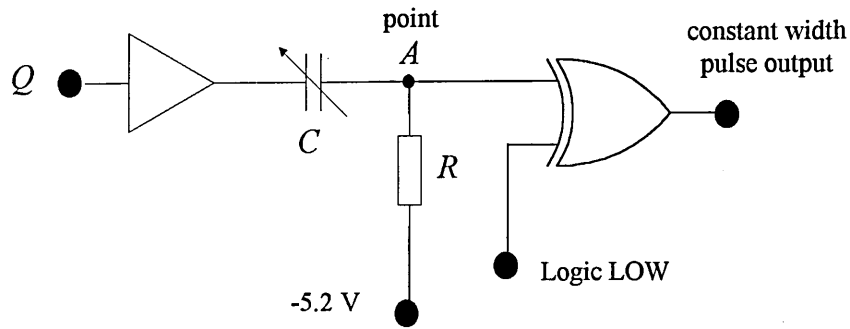 point
A
constant width
pulse output
Q
C
R
Logic LOW
-5.2 V